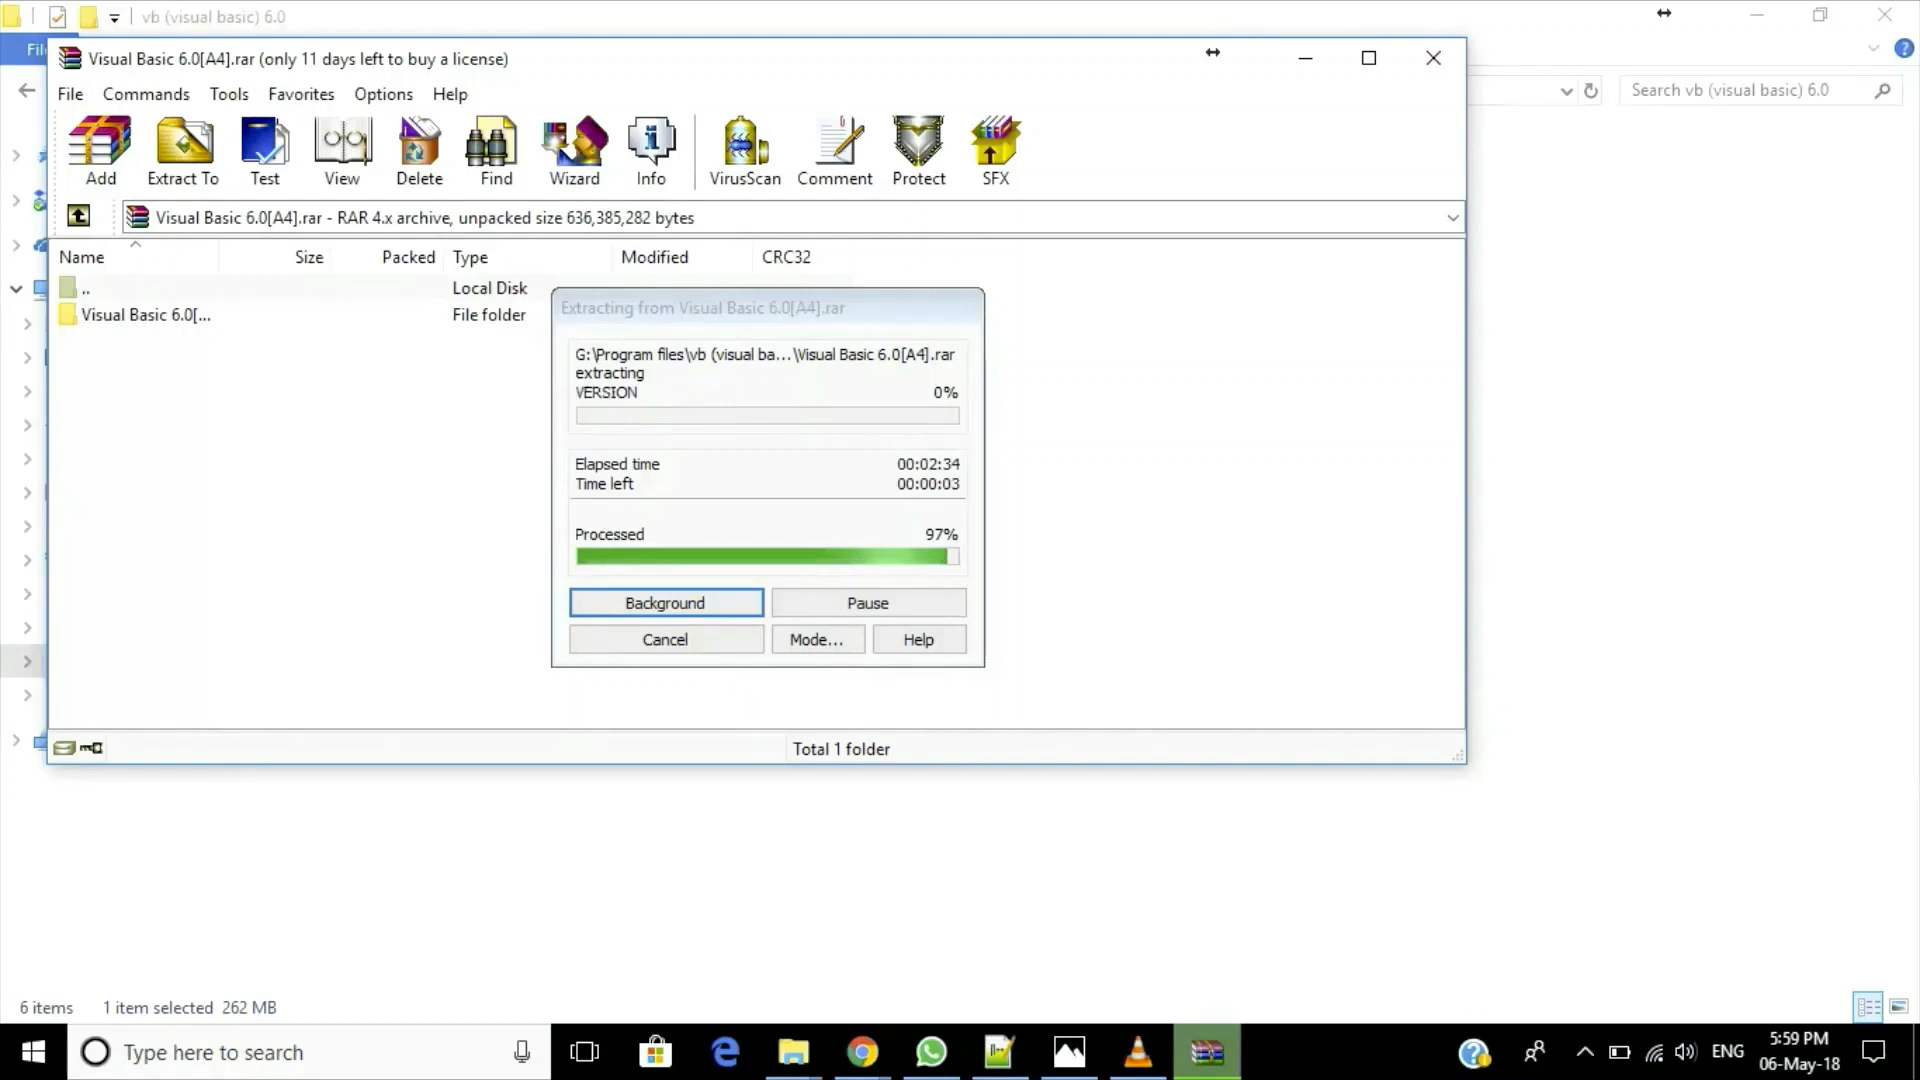 vb (visual basic) 6.0
Visual Basic 6.0[A4].rar (only 11 days left to buy a license)
File Commands Tools Favorites Options Help
Search vb (visual basic) 6.0
Add Extract To Test View Delete Find Wizard Info VirusScan Comment Protect SFX
Visual Basic 6.0[A4].rar - RAR 4.x archive, unpacked size 636,385,282 bytes
Name Size Packed Type Modified CRC32
.. Local Disk
Visual Basic 6.0[... File folder
Extracting from Visual Basic 6.0[A4].rar
G:\Program files\vb (visual ba...\Visual Basic 6.0[A4].rar
extracting
VERSION 0%
Elapsed time 00:02:34
Time left 00:00:03
Processed 97%
Background Pause
Cancel Mode... Help
Total 1 folder
6 items 1 item selected 262 MB
Type here to search
ENG
5:59 PM
06-May-18